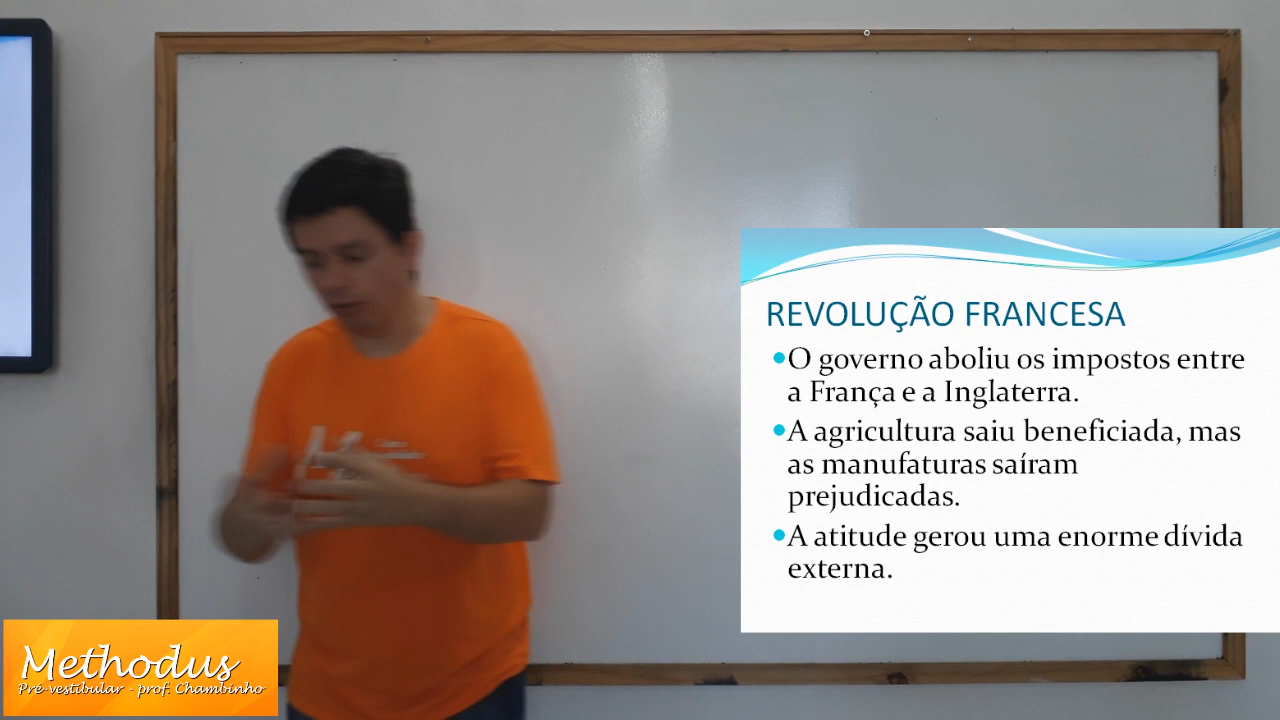 REVOLUÇÃO FRANCESA
•O governo aboliu os impostos entre
a França e a Inglaterra.
•A agricultura saiu beneficiada, mas
as manufaturas saíram
prejudicadas.
•A atitude gerou uma enorme dívida
externa.
Methodus
Pré-vestibular - prof. Chambinho